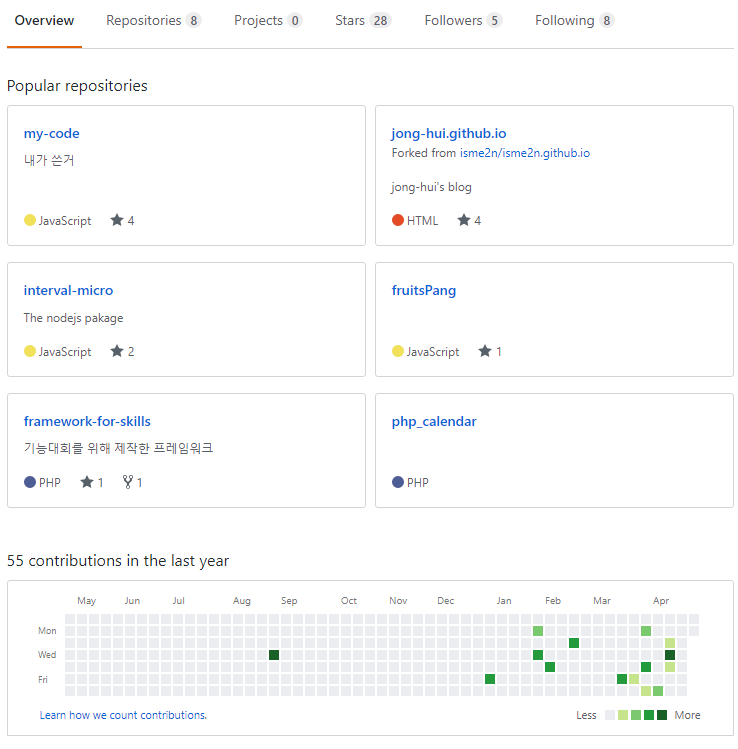 Overview Repositories 8 Projects 0 Stars 28 Followers 5 Following 8
Popular repositories
my-code
내가 쓴거
JavaScript 4
jong-hui.github.io
Forked from isme2n/isme2n.github.io
jong-hui's blog
HTML 4
interval-micro
The nodejs pakage
JavaScript 2
fruitsPang
JavaScript 1
framework-for-skills
기능대회를 위해 제작한 프레임워크
PHP 1 1
php_calendar
PHP
55 contributions in the last year
May Jun Jul Aug Sep Oct Nov Dec Jan Feb Mar Apr
Mon
Wed
Fri
Learn how we count contributions. Less More